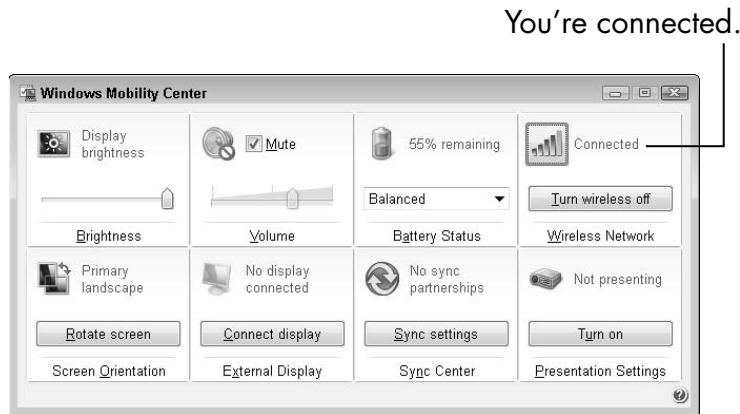 You're connected.
Windows Mobility Center
Display
brightness
Brightness
Mute
Volume
55% remaining
Balanced
Battery Status
Connected
Turn wireless off
Wireless Network
Primary
landscape
Rotate screen
Screen Orientation
No display
connected
Connect display
External Display
No sync
partnerships
Sync settings
Sync Center
Not presenting
Turn on
Presentation Settings
?